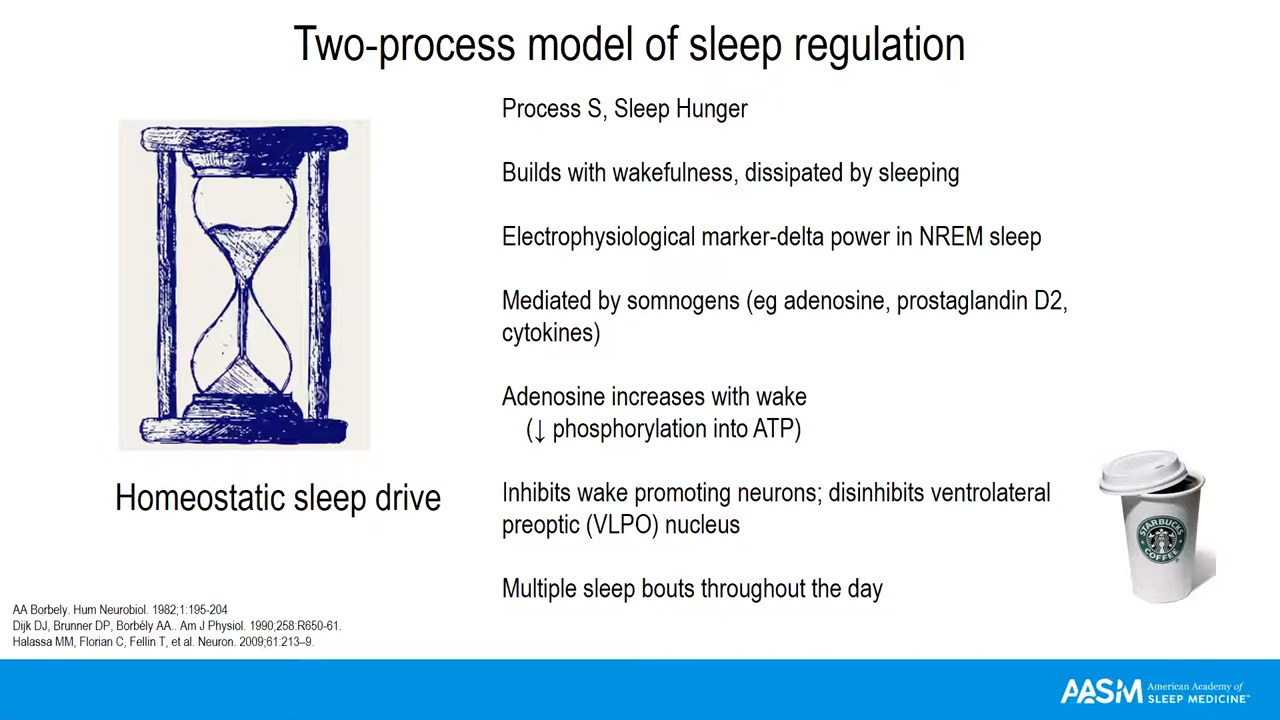 Two-process model of sleep regulation
Process S, Sleep Hunger
Builds with wakefulness, dissipated by sleeping
Electrophysiological marker-delta power in NREM sleep
Mediated by somnogens (eg adenosine, prostaglandin D2,
cytokines)
Adenosine increases with wake
(↓ phosphorylation into ATP)
Inhibits wake promoting neurons; disinhibits ventrolateral
preoptic (VLPO) nucleus
Multiple sleep bouts throughout the day
Homeostatic sleep drive
STARBUCKS
COFFEE
AA Borbely. Hum Neurobiol. 1982;1:195-204
Dijk DJ, Brunner DP, Borbély AA.. Am J Physiol. 1990;258:R650-61.
Halassa MM, Florian C, Fellin T, et al. Neuron. 2009;61:213–9.
AASM
American Academy of
SLEEP MEDICINE™